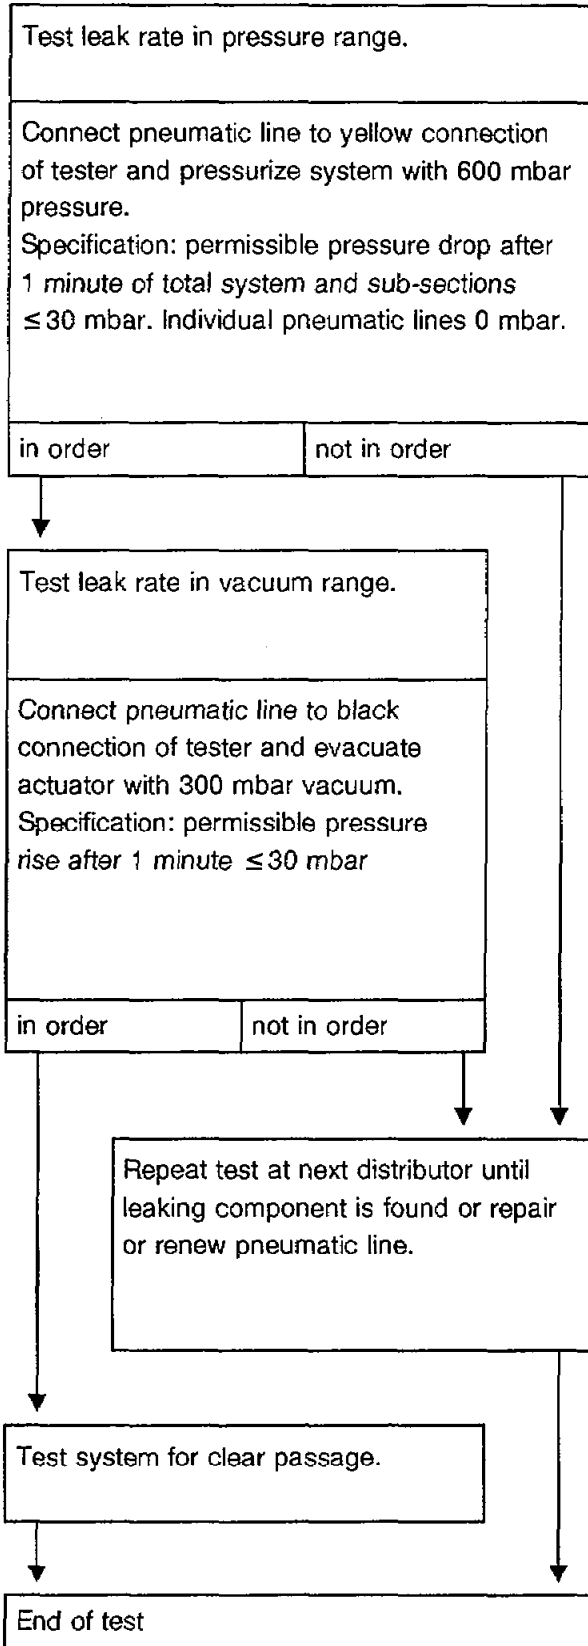 Test leak rate in pressure range.
Connect pneumatic line to yellow connection
of tester and pressurize system with 600 mbar
pressure.
Specification: permissible pressure drop after
1 minute of total system and sub-sections
≤30 mbar. Individual pneumatic lines 0 mbar.
in order
not in order
Test leak rate in vacuum range.
Connect pneumatic line to black
connection of tester and evacuate
actuator with 300 mbar vacuum.
Specification: permissible pressure
rise after 1 minute ≤30 mbar
in order
not in order
Repeat test at next distributor until
leaking component is found or repair
or renew pneumatic line.
Test system for clear passage.
End of test